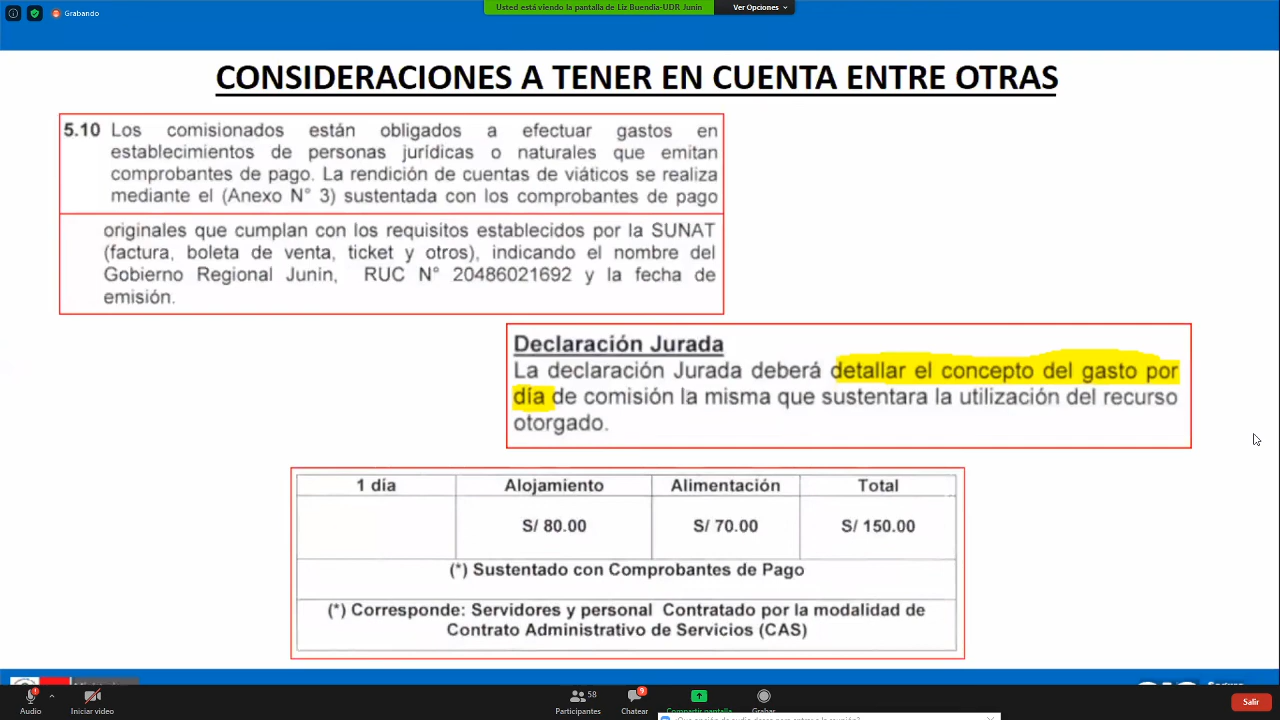 Grabando
Usted está viendo la pantalla de Liz Buendia-UDR Junin
Ver Opciones
CONSIDERACIONES A TENER EN CUENTA ENTRE OTRAS
5.10 Los comisionados están obligados a efectuar gastos en
establecimientos de personas jurídicas o naturales que emitan
comprobantes de pago. La rendición de cuentas de viáticos se realiza
mediante el (Anexo N° 3) sustentada con los comprobantes de pago
originales que cumplan con los requisitos establecidos por la SUNAT
(factura, boleta de venta, ticket y otros), indicando el nombre del
Gobierno Regional Junín, RUC N° 20486021692 y la fecha de
emisión.
Declaración Jurada
La declaración Jurada deberá detallar el concepto del gasto por
día de comisión la misma que sustentara la utilización del recurso
otorgado.
1 día Alojamiento Alimentación Total
S/ 80.00 S/ 70.00 S/ 150.00
(*) Sustentado con Comprobantes de Pago
(*) Corresponde: Servidores y personal Contratado por la modalidad de
Contrato Administrativo de Servicios (CAS)
58
9
Audio
Iniciar video
Participantes
Chatear
Compartir pantalla
Grabar
Salir